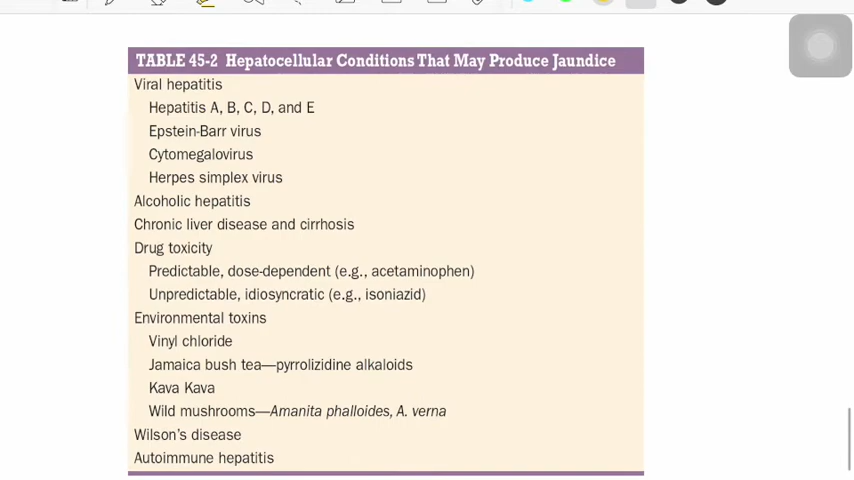 TABLE 45-2 Hepatocellular Conditions That May Produce Jaundice
Viral hepatitis
Hepatitis A, B, C, D, and E
Epstein-Barr virus
Cytomegalovirus
Herpes simplex virus
Alcoholic hepatitis
Chronic liver disease and cirrhosis
Drug toxicity
Predictable, dose-dependent (e.g., acetaminophen)
Unpredictable, idiosyncratic (e.g., isoniazid)
Environmental toxins
Vinyl chloride
Jamaica bush tea—pyrrolizidine alkaloids
Kava Kava
Wild mushrooms—Amanita phalloides, A. verna
Wilson's disease
Autoimmune hepatitis